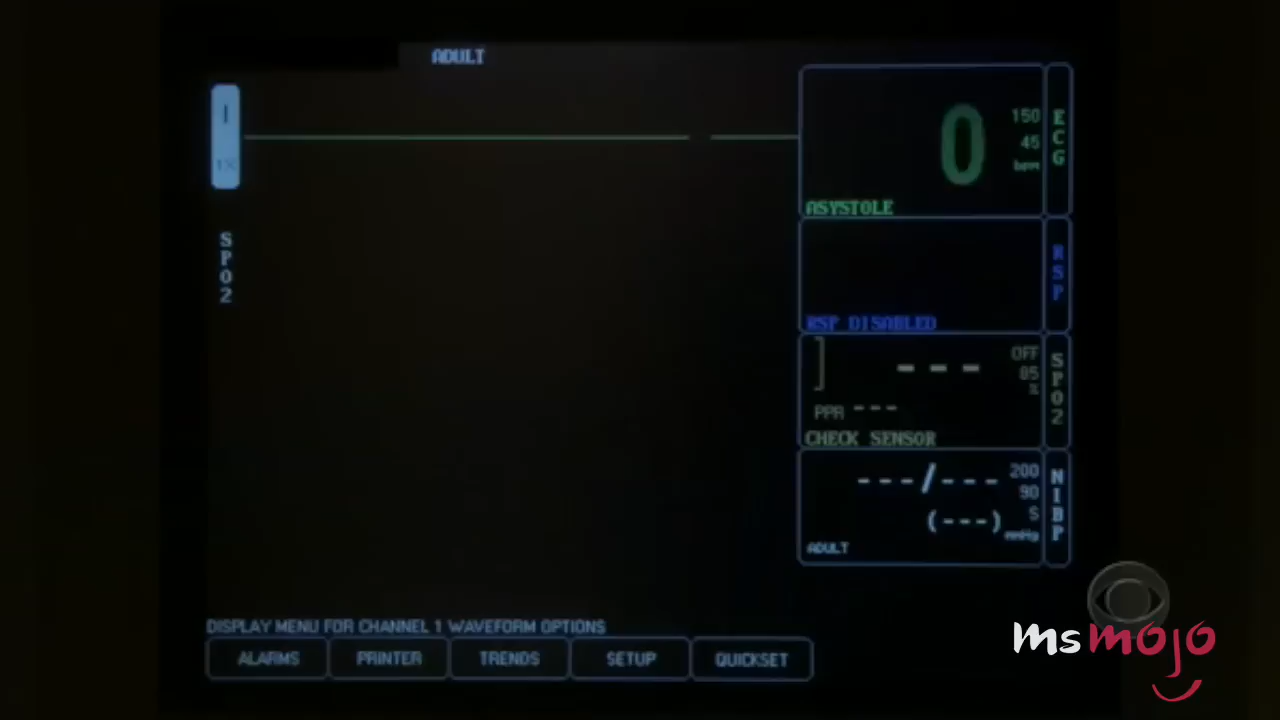 ADULT
I
1X
150
0
45
bpm
ECG
ASYSTOLE
RSP
RSP DISABLED
SPO2
OFF
---
85
%
PPR ---
SPO2
CHECK SENSOR
200
---/---
90
(---)
S
mmHg
NIBP
ADULT
DISPLAY MENU FOR CHANNEL 1 WAVEFORM OPTIONS
ALARMS PRINTER TRENDS SETUP QUICKSET
msmojo